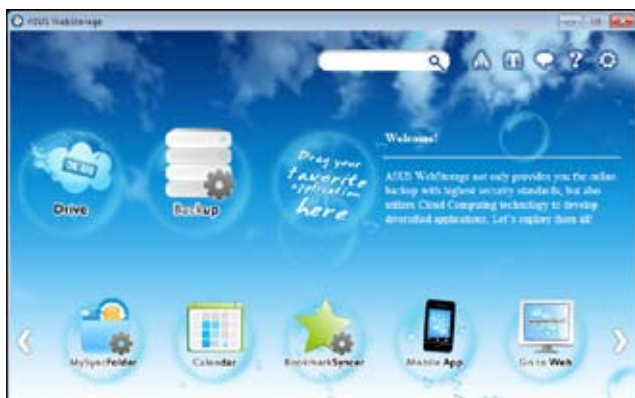 ASUS WebStorage
ON AIR
Drive
Backup
Drag your
favorite
application
here
Welcome!
ASUS WebStorage not only provides you the online
backup with highest security standards, but also
utilizes Cloud Computing technology to develop
diversified applications. Let's explore them all!
MySyncFolder
Calendar
BookmarkSyncer
Mobile App
Go to Web